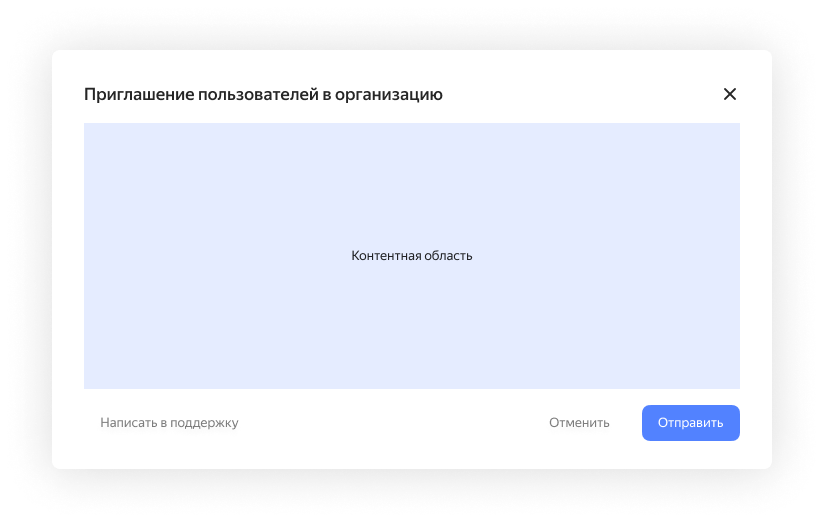 Приглашение пользователей в организацию
Контентная область
Написать в поддержку
Отменить
Отправить